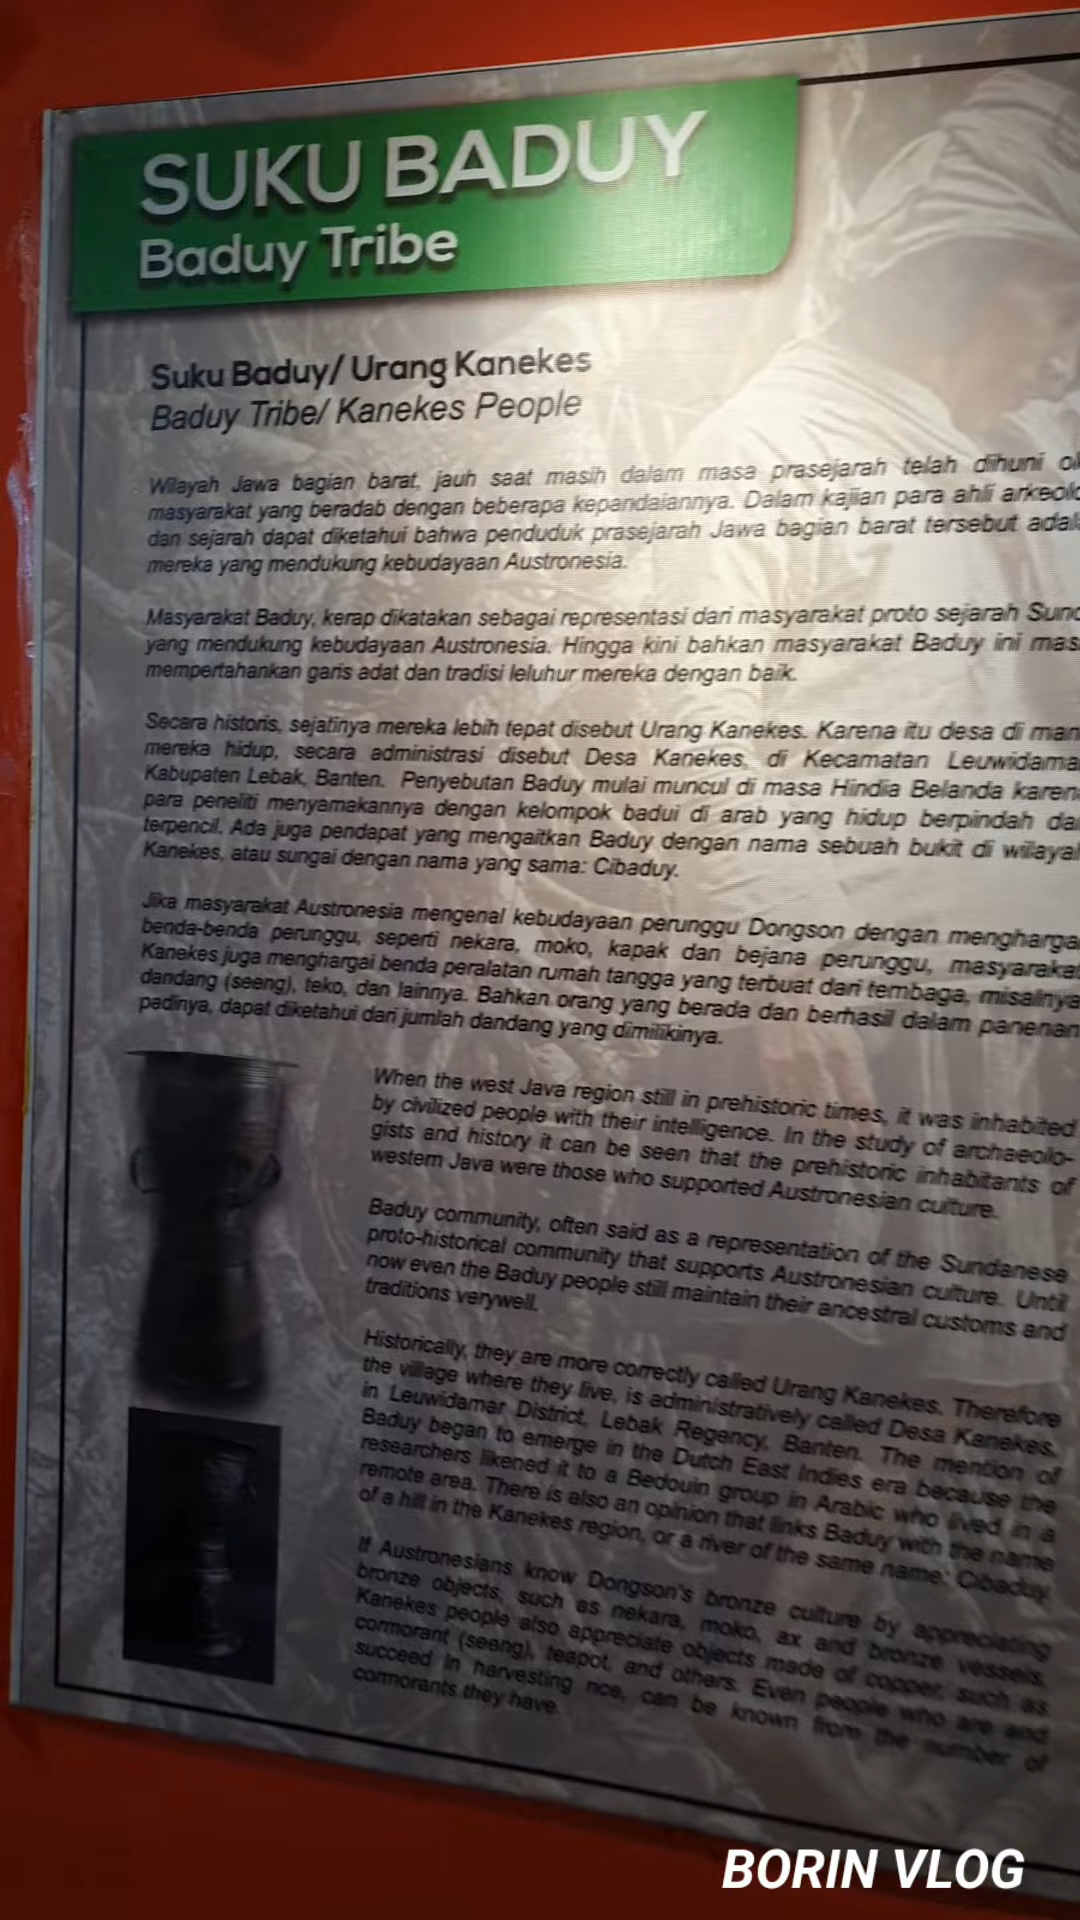 SUKU BADUY
Baduy Tribe
Suku Baduy/ Urang Kanekes
Baduy Tribe/ Kanekes People
Wilayah Jawa bagian barat, jauh saat masih dalam masa prasejarah telah dihuni
masyarakat yang beradab dengan beberapa kepandaiannya. Dalam kajian para ahli
dan sejarah dapat diketahui bahwa penduduk prasejarah Jawa bagian barat tersebut
mereka yang mendukung kebudayaan Austronesia.
Masyarakat Baduy, kerap dikatakan sebagai representasi dari masyarakat proto sejarah
yang mendukung kebudayaan Austronesia. Hingga kini bahkan masyarakat Baduy ini
mempertahankan garis adat dan tradisi leluhur mereka dengan baik.
Secara historis, sejatinya mereka lebih tepat disebut Urang Kanekes. Karena itu desa di
mereka hidup, secara administrasi disebut Desa Kanekes, di Kecamatan
Kabupaten Lebak, Banten. Penyebutan Baduy mulai muncul di masa Hindia Belanda
para peneliti menyamakannya dengan kelompok badui di arab yang hidup berpindah
terpencil. Ada juga pendapat yang mengaitkan Baduy dengan nama sebuah bukit di
Kanekes, atau sungai dengan nama yang sama: Cibaduy.
Jika masyarakat Austronesia mengenal kebudayaan perunggu Dongson dengan
benda-benda perunggu, seperti nekara, moko, kapak dan bejana perunggu,
Kanekes juga menghargai benda peralatan rumah tangga yang terbuat dari tembaga,
dandang (seeng), teko, dan lainnya. Bahkan orang yang berada dan berhasil dalam
padinya, dapat diketahui dari jumlah dandang yang dimilikinya.
When the west Java region still in prehistoric times, it was inhabited
by civilized people with their intelligence. In the study of archaeolo-
gists and history it can be seen that the prehistoric inhabitants of
western Java were those who supported Austronesian culture.
Baduy community, often said as a representation of the Sundanese
proto-historical community that supports Austronesian culture. Until
now even the Baduy people still maintain their ancestral customs and
traditions verywell.
Historically, they are more correctly called Urang Kanekes. Therefore
the village where they live, is administratively called Desa Kanekes,
in Leuwidamar District, Lebak Regency, Banten. The mention of
Baduy began to emerge in the Dutch East Indies era because the
researchers likened it to a Bedouin group in Arabic who lived in a
remote area. There is also an opinion that links Baduy with the name
of a hill in the Kanekes region, or a river of the same name: Cibaduy.
If Austronesians know Dongson's bronze culture by appreciating
bronze objects, such as nekara, moko, ax and bronze vessels,
Kanekes people also appreciate objects made of copper, such as
cormorant (seeng), teapot, and others. Even people who are and
succeed in harvesting rice, can be known from the number of
cormorants they have.
BORIN VLOG